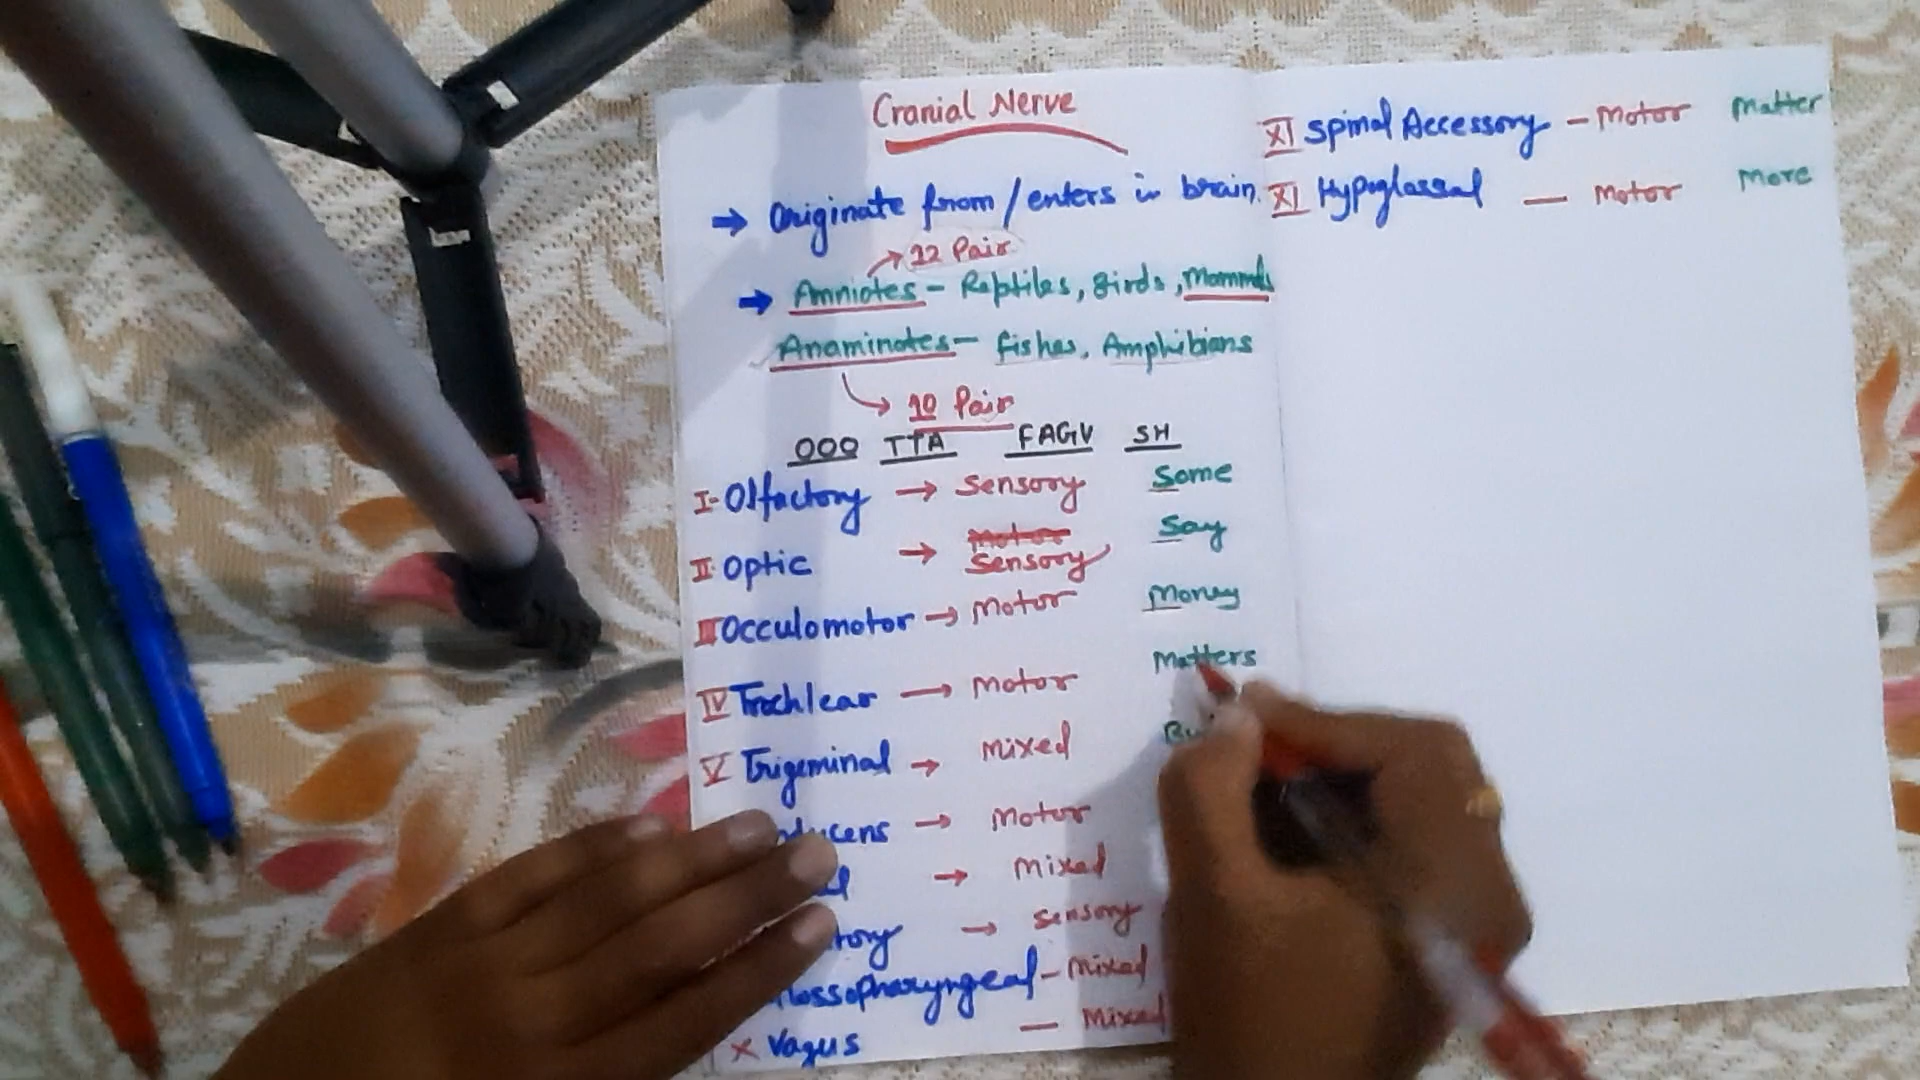 Cranial Nerve
➡ Originate from / enters in brain.
→ 12 Pair
➡ Amniotes - Reptiles, Birds, Mammals
Anaminotes - fishes, Amphibians
→ 10 Pair
OOO TTA FAGV SH
I- Olfactory → Sensory Some
II- Optic → Motor Sensory Say
III Occulomotor → Motor Money
IV Trochlear → Motor Matters
V Trigeminal → Mixed
→ Motor
→ Mixed
→ Sensory
- Mixed
X Vagus — Mixed
XI Spinal Accessory - Motor Matter
XI Hypoglassal — Motor More